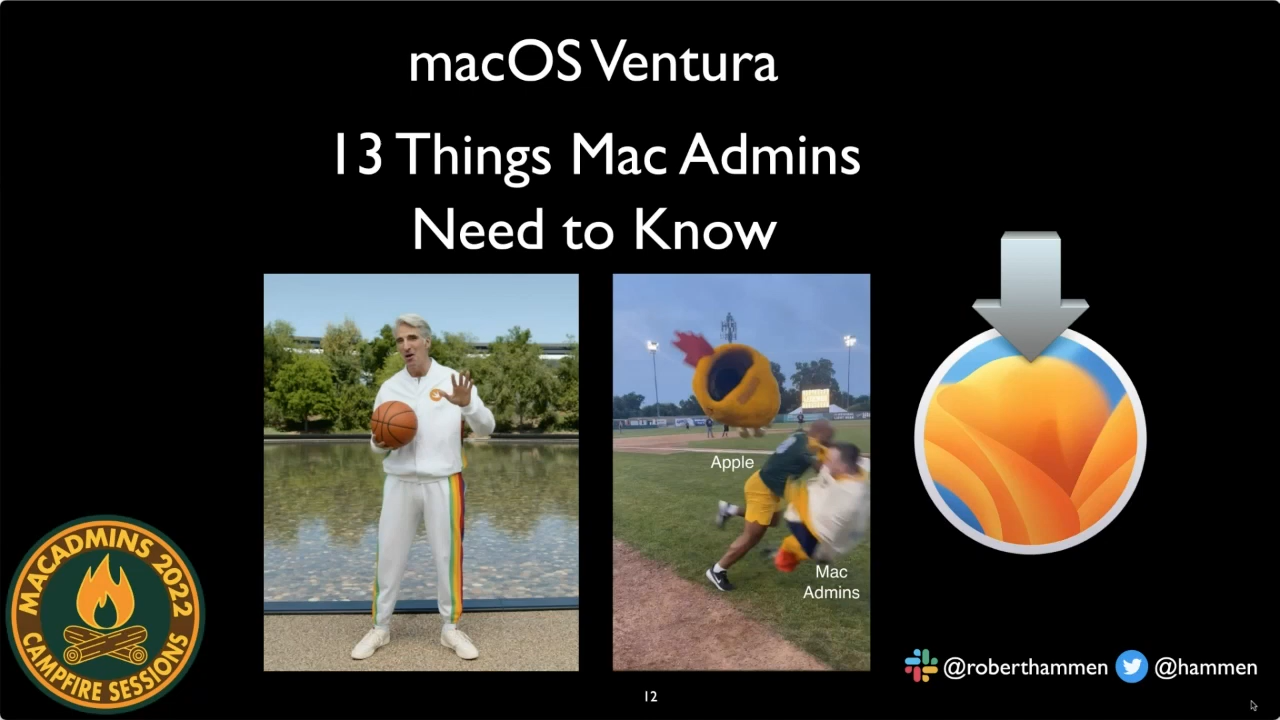 macOS Ventura
13 Things Mac Admins
Need to Know
Apple
Mac
Admins
MACADMINS 2022
CAMPFIRE SESSIONS
@roberthammen @hammen
12